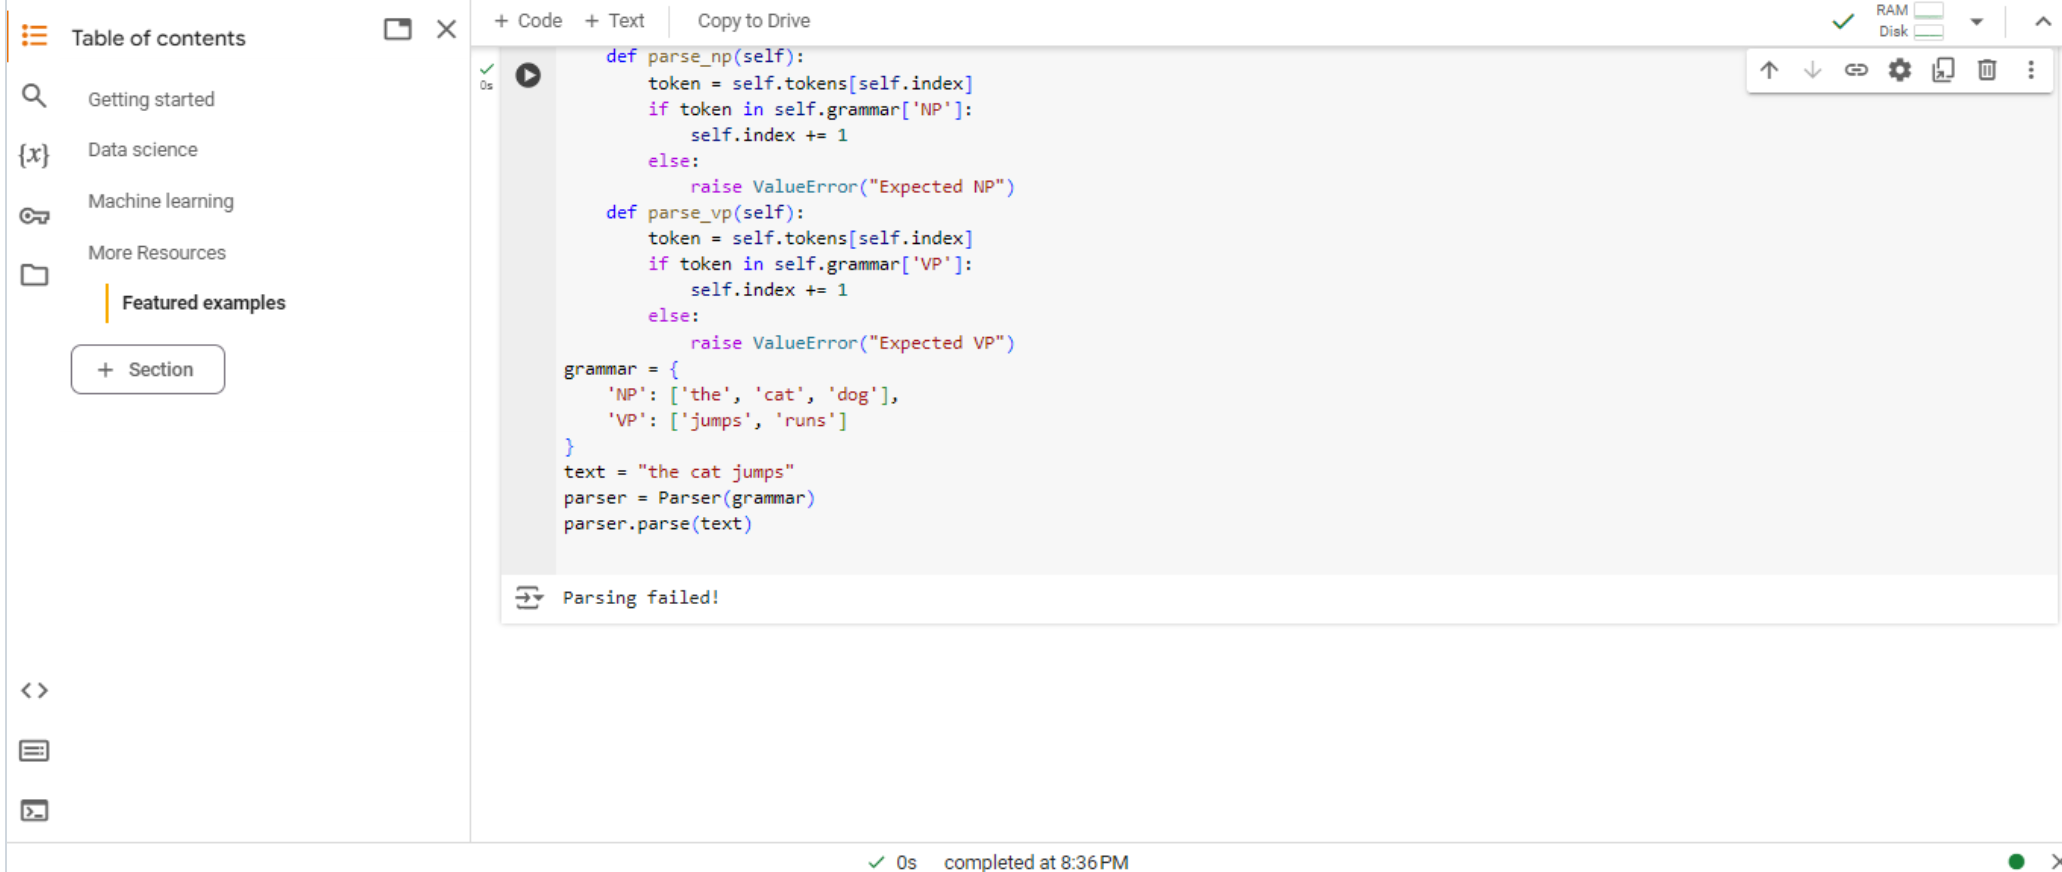 Table of contents
Getting started
Data science
{x}
Machine learning
More Resources
Featured examples
+ Section
+ Code + Text Copy to Drive
RAM
Disk
0s
    def parse_np(self):
        token = self.tokens[self.index]
        if token in self.grammar['NP']:
            self.index += 1
        else:
            raise ValueError("Expected NP")
    def parse_vp(self):
        token = self.tokens[self.index]
        if token in self.grammar['VP']:
            self.index += 1
        else:
            raise ValueError("Expected VP")
grammar = {
    'NP': ['the', 'cat', 'dog'],
    'VP': ['jumps', 'runs']
}
text = "the cat jumps"
parser = Parser(grammar)
parser.parse(text)
Parsing failed!
0s completed at 8:36 PM